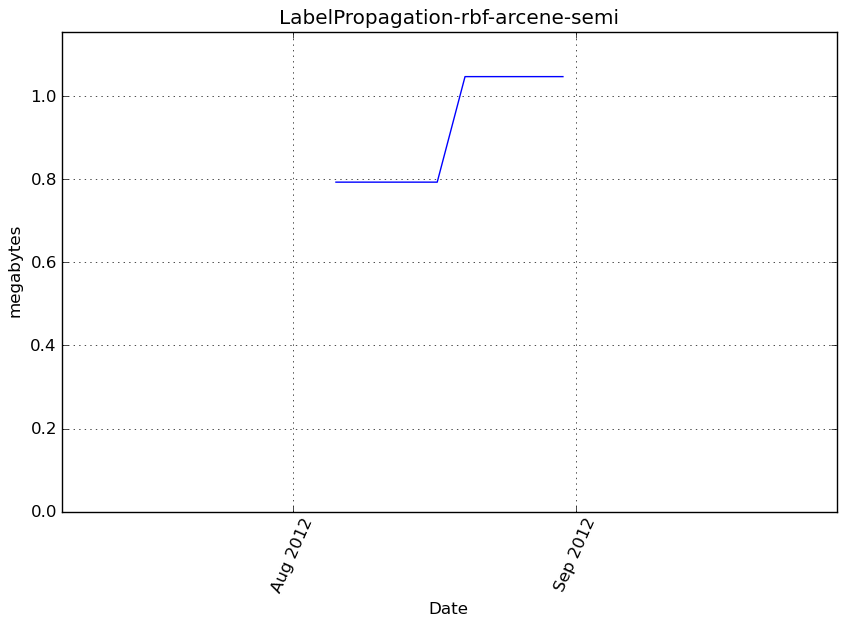 LabelPropagation-rbf-arcene-semi
megabytes
1.0
0.8
0.6
0.4
0.2
0.0
Aug 2012
Sep 2012
Date